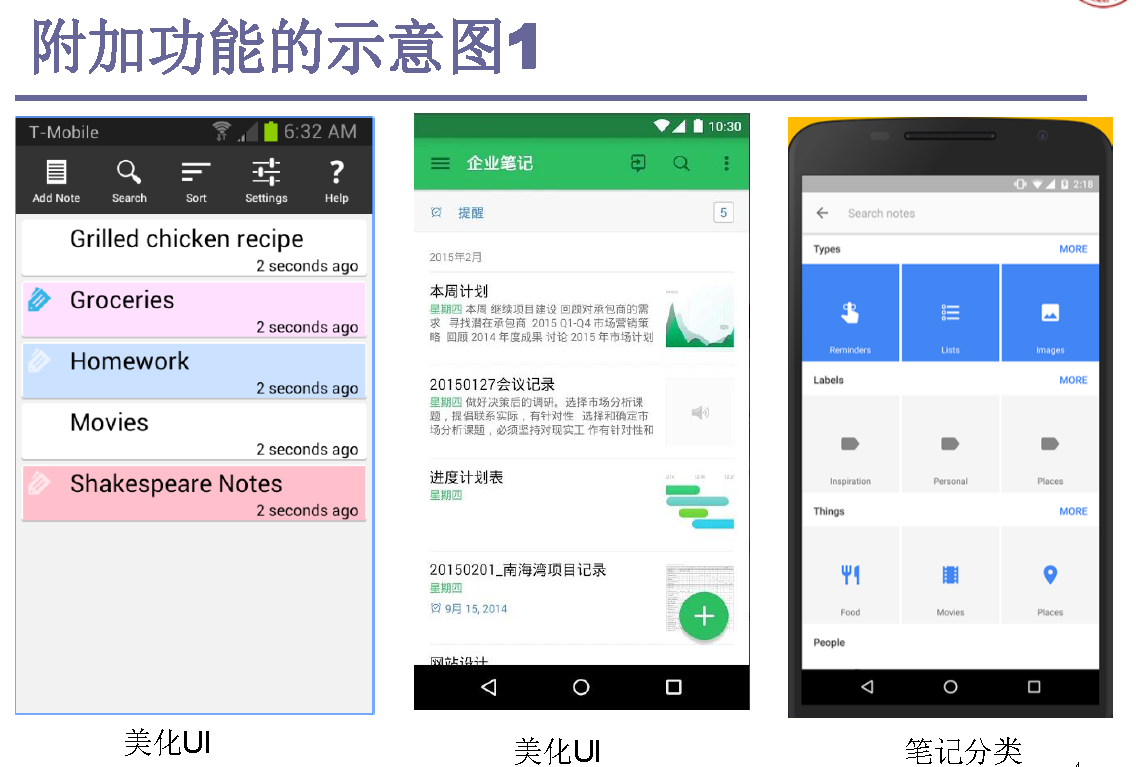 附加功能的示意图1
T-Mobile 6:32 AM
Add Note Search Sort Settings Help
Grilled chicken recipe
2 seconds ago
Groceries
2 seconds ago
Homework
2 seconds ago
Movies
2 seconds ago
Shakespeare Notes
2 seconds ago
美化UI
10:30
企业笔记
提醒 5
2015年2月
本周计划
星期四 本周 继续项目建设 回顾对承包商的需
求 寻找潜在承包商 2015 Q1-Q4 市场营销策
略 回顾 2014 年度成果 讨论 2015 年市场计划
20150127会议记录
星期四 做好决策后的调研。选择市场分析课
题，提倡联系实际，有针对性 选择和确定市
场分析课题，必须坚持对现实工 作有针对性和
进度计划表
星期四
20150201_南海湾项目记录
星期四
9月 15, 2014
网站设计
美化UI
2:18
Search notes
Types MORE
Reminders Lists Images
Labels MORE
Inspiration Personal Places
Things MORE
Food Movies Places
People
笔记分类